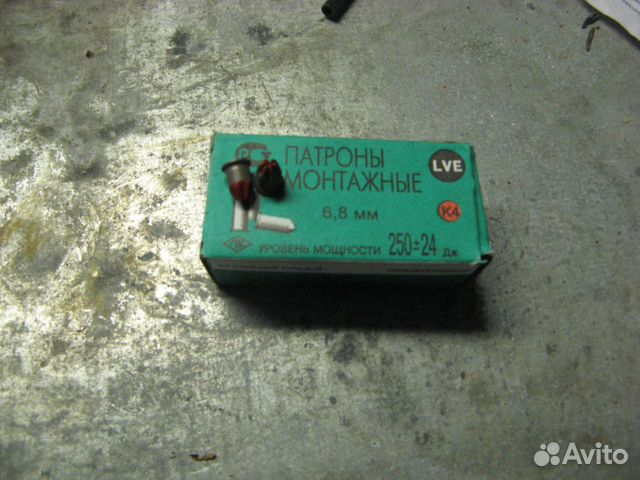 ПАТРОНЫ
МОНТАЖНЫЕ
LVE
6,8 мм
К4
УРОВЕНЬ МОЩНОСТИ 250±24 Дж
Avito